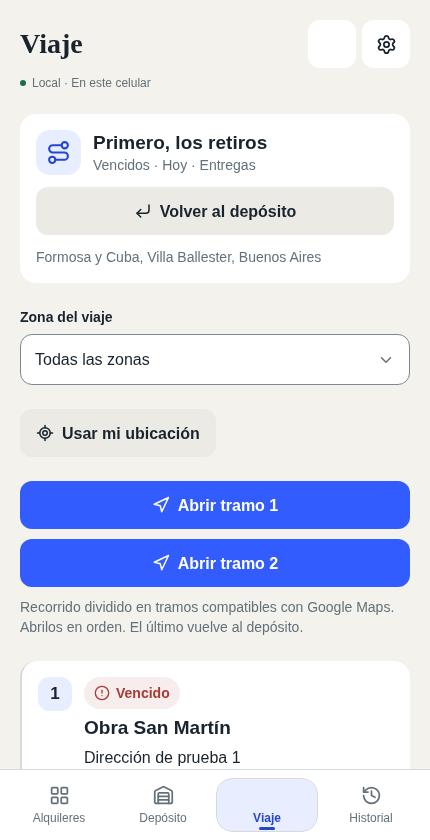 Viaje
Local · En este celular
Primero, los retiros
Vencidos · Hoy · Entregas
Volver al depósito
Formosa y Cuba, Villa Ballester, Buenos Aires
Zona del viaje
Todas las zonas
Usar mi ubicación
Abrir tramo 1
Abrir tramo 2
Recorrido dividido en tramos compatibles con Google Maps.
Abrilos en orden. El último vuelve al depósito.
1 Vencido
Obra San Martín
Dirección de prueba 1
Alquileres Depósito Viaje Historial